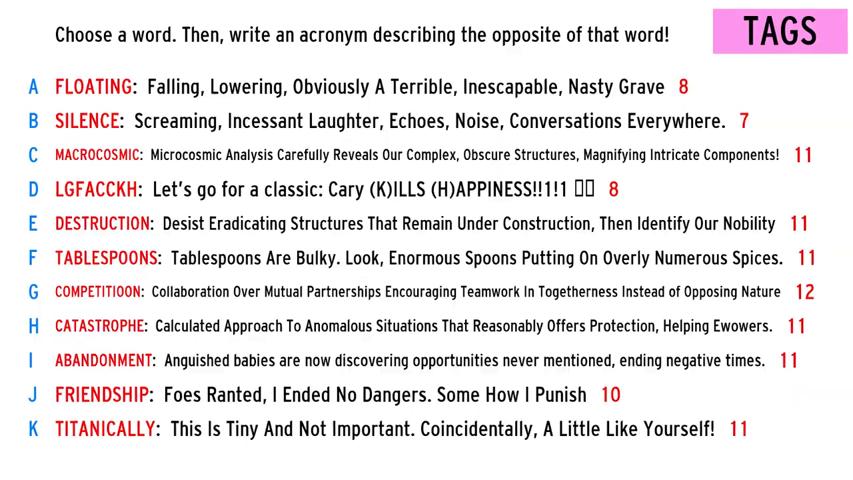 Choose a word. Then, write an acronym describing the opposite of that word!
TAGS
A FLOATING: Falling, Lowering, Obviously A Terrible, Inescapable, Nasty Grave 8
B SILENCE: Screaming, Incessant Laughter, Echoes, Noise, Conversations Everywhere. 7
C MACROCOSMIC: Microcosmic Analysis Carefully Reveals Our Complex, Obscure Structures, Magnifying Intricate Components! 11
D LGFACCKH: Let's go for a classic: Cary (K)ILLS (H)APPINESS!!1!1 8
E DESTRUCTION: Desist Eradicating Structures That Remain Under Construction, Then Identify Our Nobility 11
F TABLESPOONS: Tablespoons Are Bulky. Look, Enormous Spoons Putting On Overly Numerous Spices. 11
G COMPETITIOON: Collaboration Over Mutual Partnerships Encouraging Teamwork In Togetherness Instead of Opposing Nature 12
H CATASTROPHE: Calculated Approach To Anomalous Situations That Reasonably Offers Protection, Helping Ewowers. 11
I ABANDONMENT: Anguished babies are now discovering opportunities never mentioned, ending negative times. 11
J FRIENDSHIP: Foes Ranted, I Ended No Dangers. Some How I Punish 10
K TITANICALLY: This Is Tiny And Not Important. Coincidentally, A Little Like Yourself! 11